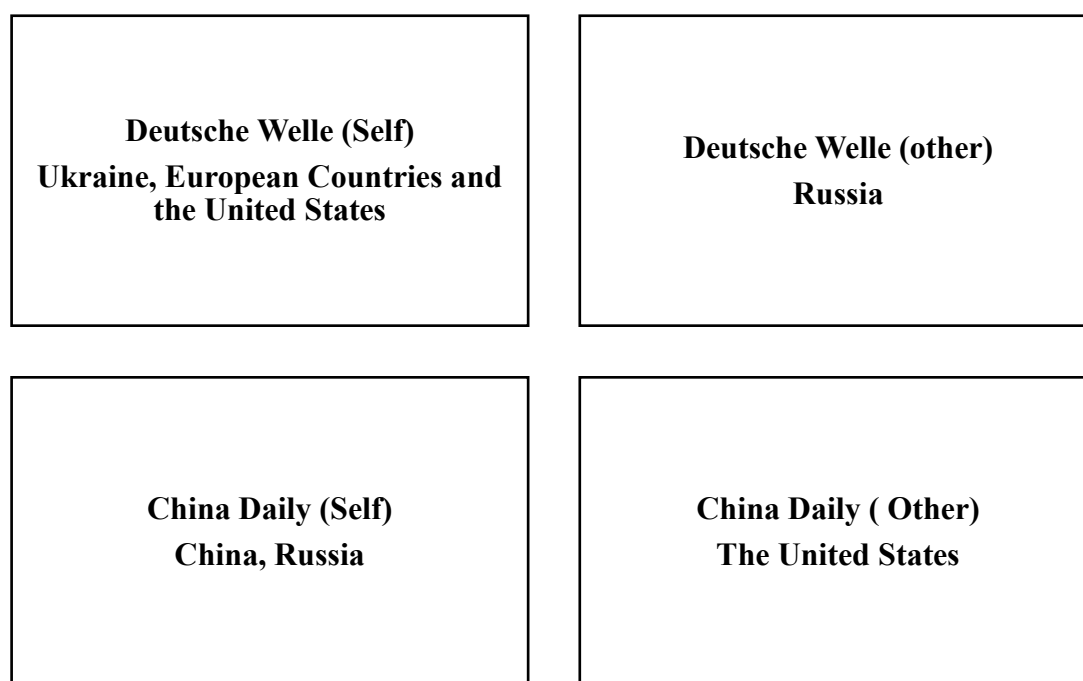 Deutsche Welle (Self)
Ukraine, European Countries and
the United States
Deutsche Welle (other)
Russia
China Daily (Self)
China, Russia
China Daily ( Other)
The United States